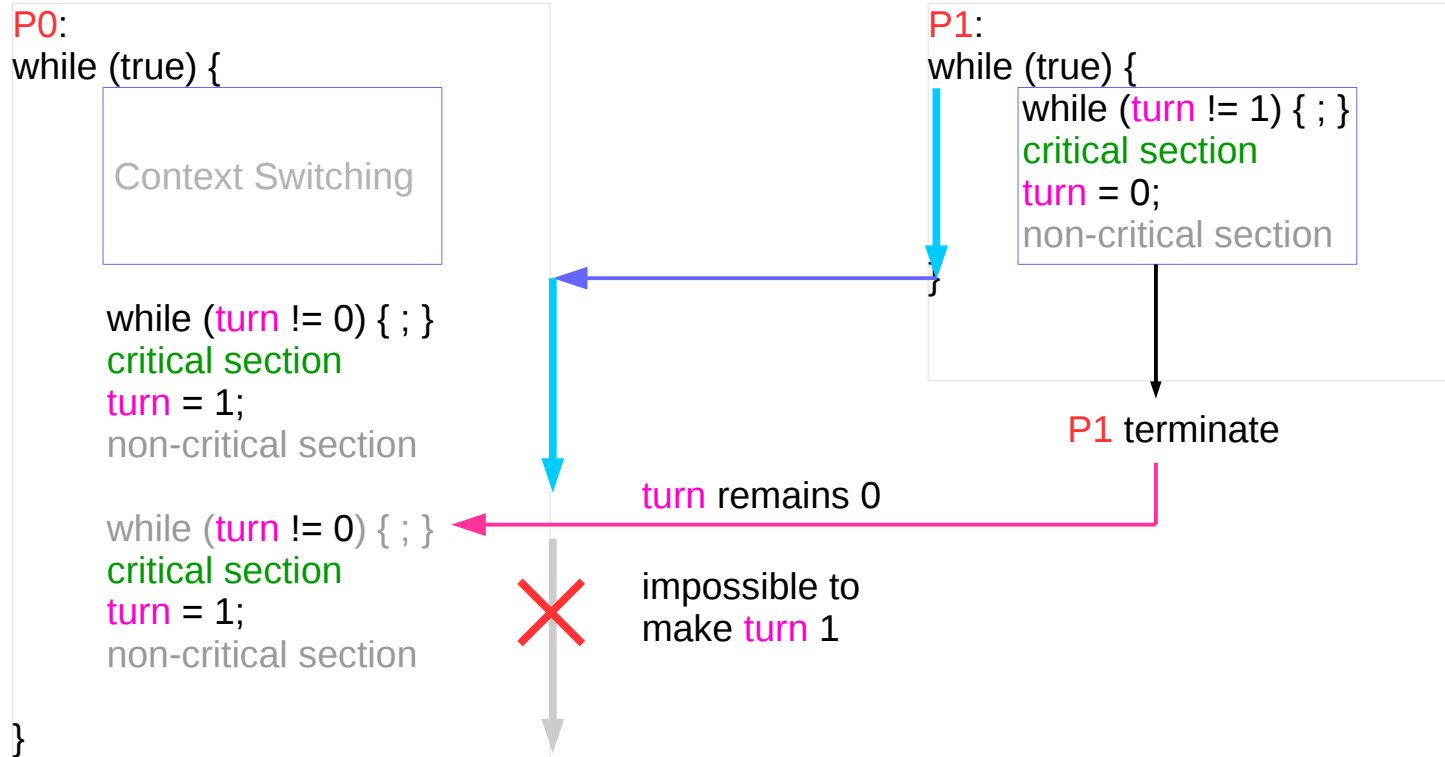 P0:
while (true) {
Context Switching
while (turn != 0) { ; }
critical section
turn = 1;
non-critical section
while (turn != 0) { ; }
critical section
turn = 1;
non-critical section
}
P1:
while (true) {
while (turn != 1) { ; }
critical section
turn = 0;
non-critical section
}
P1 terminate
turn remains 0
impossible to
make turn 1